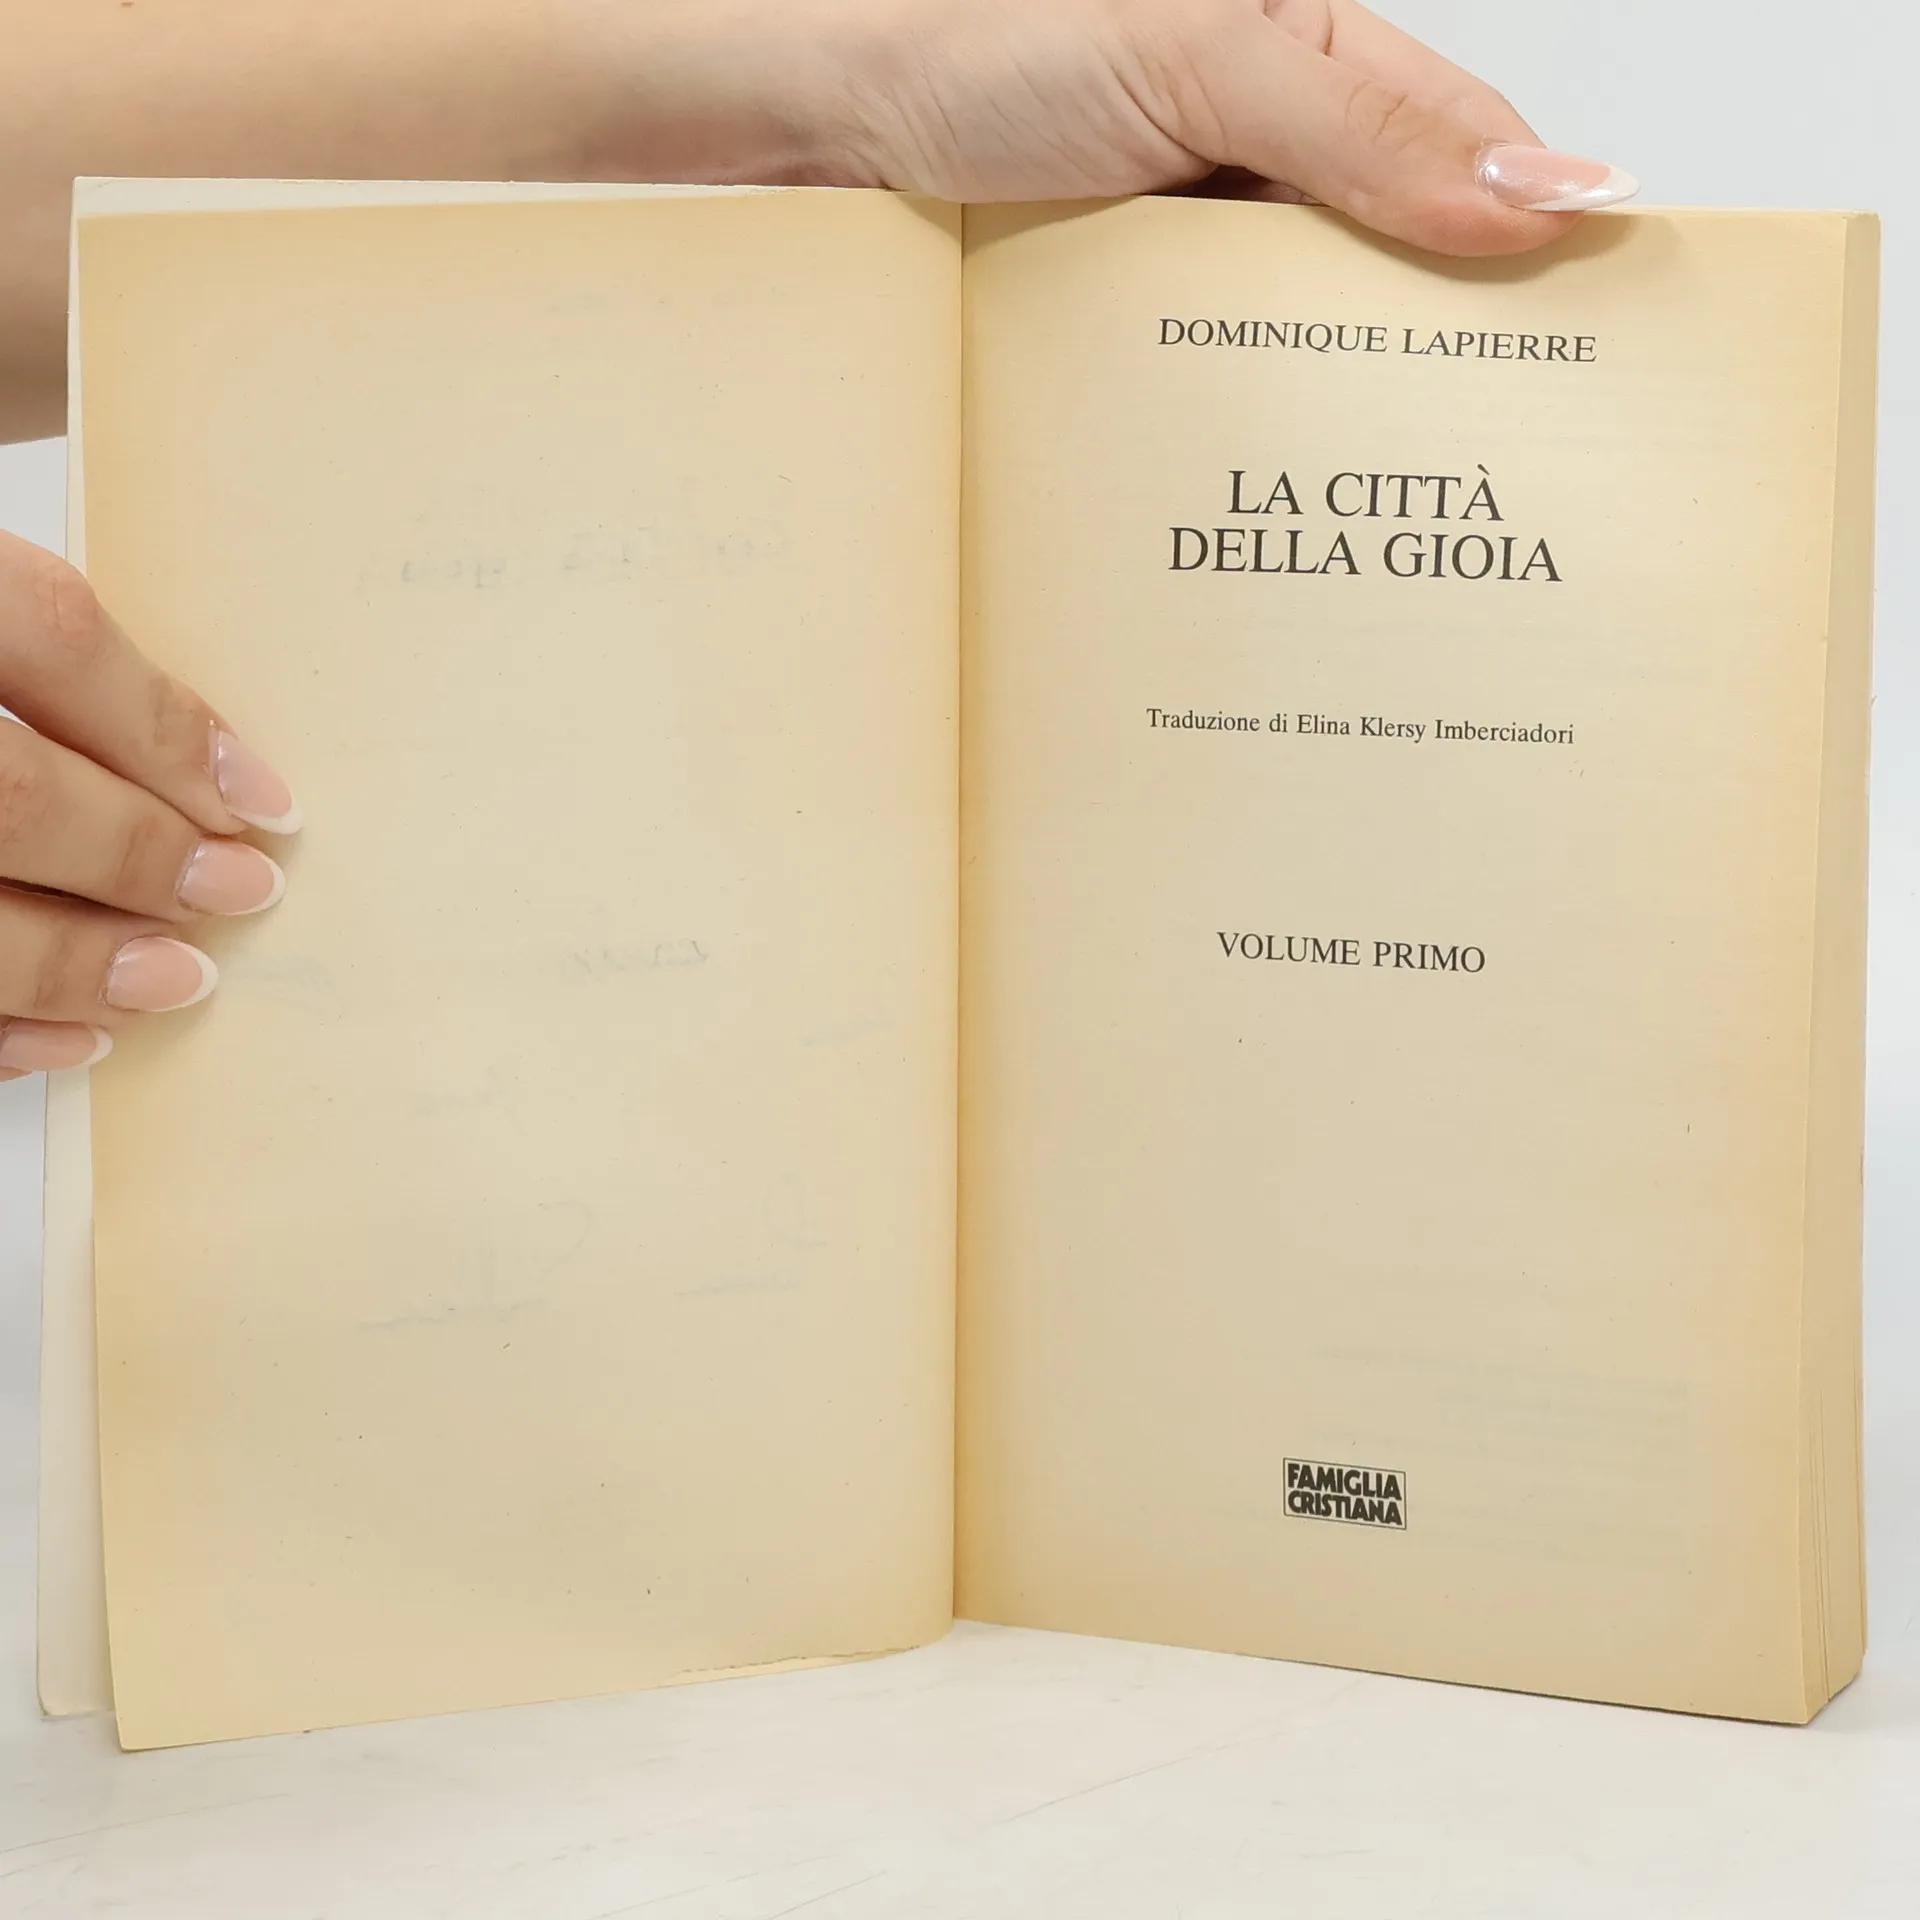 DOMINIQUE LAPIERRE
LA CITTÀ
DELLA GIOIA
Traduzione di Elina Klersy Imberciadori
VOLUME PRIMO
FAMIGLIA
CRISTIANA